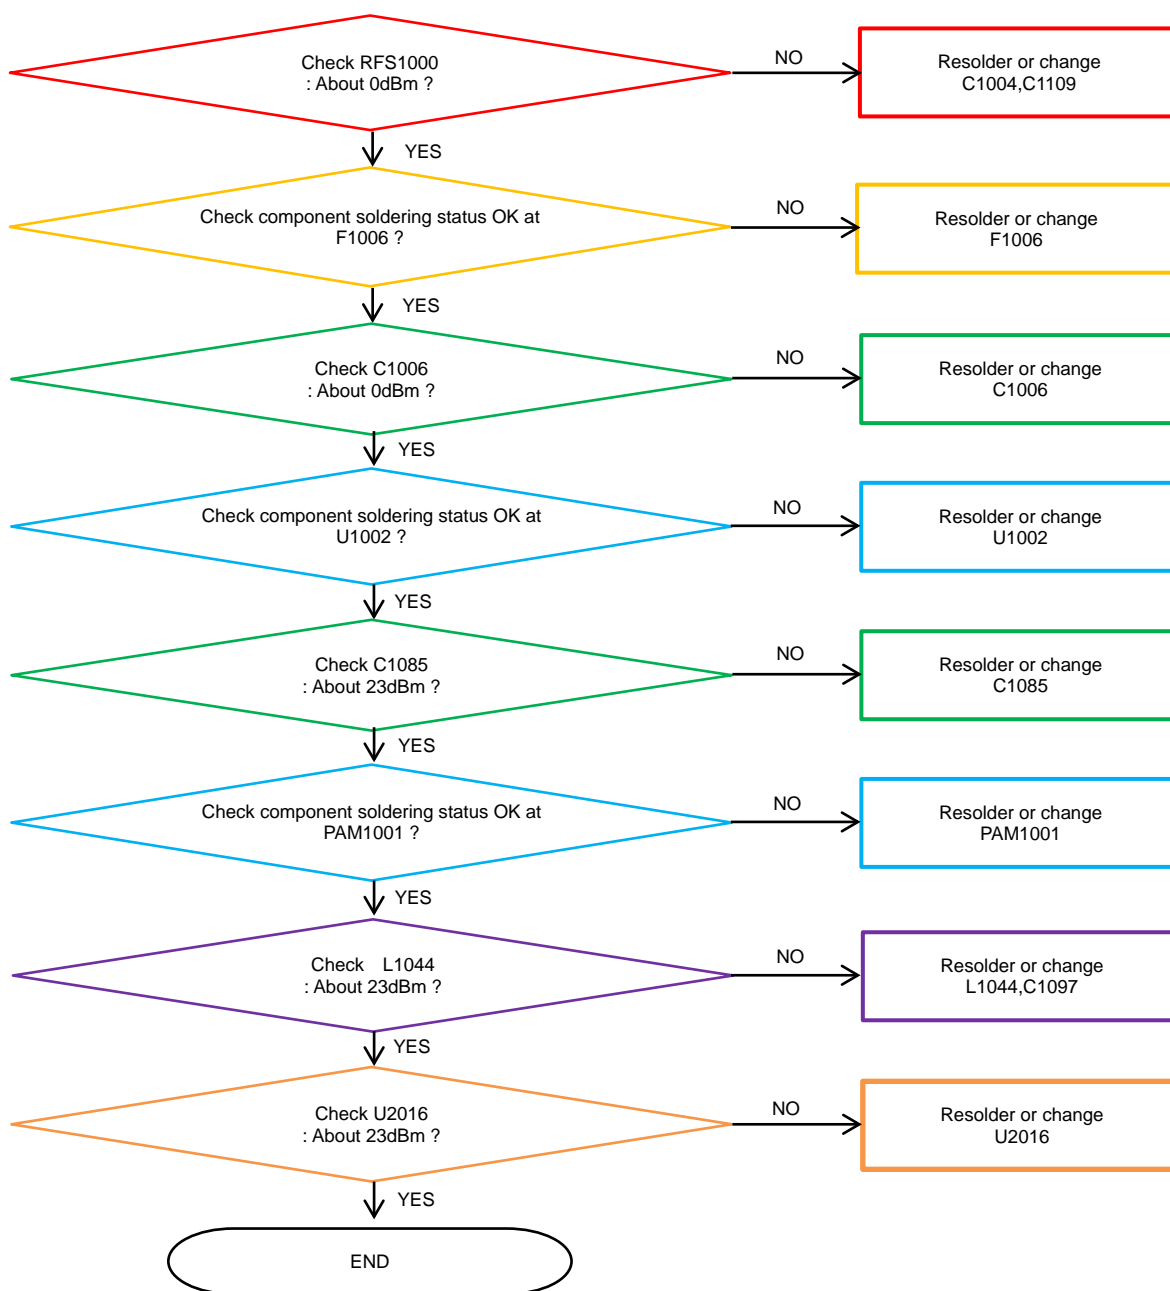 Check RFS1000
: About 0dBm ?
NO
Resolder or change
C1004,C1109
YES
Check component soldering status OK at
F1006 ?
NO
Resolder or change
F1006
YES
Check C1006
: About 0dBm ?
NO
Resolder or change
C1006
YES
Check component soldering status OK at
U1002 ?
NO
Resolder or change
U1002
YES
Check C1085
: About 23dBm ?
NO
Resolder or change
C1085
YES
Check component soldering status OK at
PAM1001 ?
NO
Resolder or change
PAM1001
YES
Check L1044
: About 23dBm ?
NO
Resolder or change
L1044,C1097
YES
Check U2016
: About 23dBm ?
NO
Resolder or change
U2016
YES
END